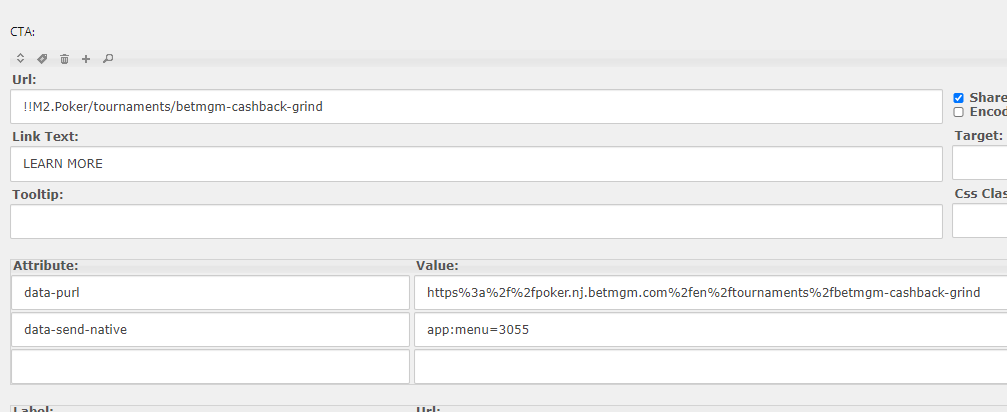 CTA:
Url:
!!M2.Poker/tournaments/betmgm-cashback-grind
Share
Encod
Link Text:
Target:
LEARN MORE
Tooltip:
Css Clas
Attribute:
Value:
data-purl
https%3a%2f%2fpoker.nj.betmgm.com%2fen%2ftournaments%2fbetmgm-cashback-grind
data-send-native
app:menu=3055
Label:
Url: